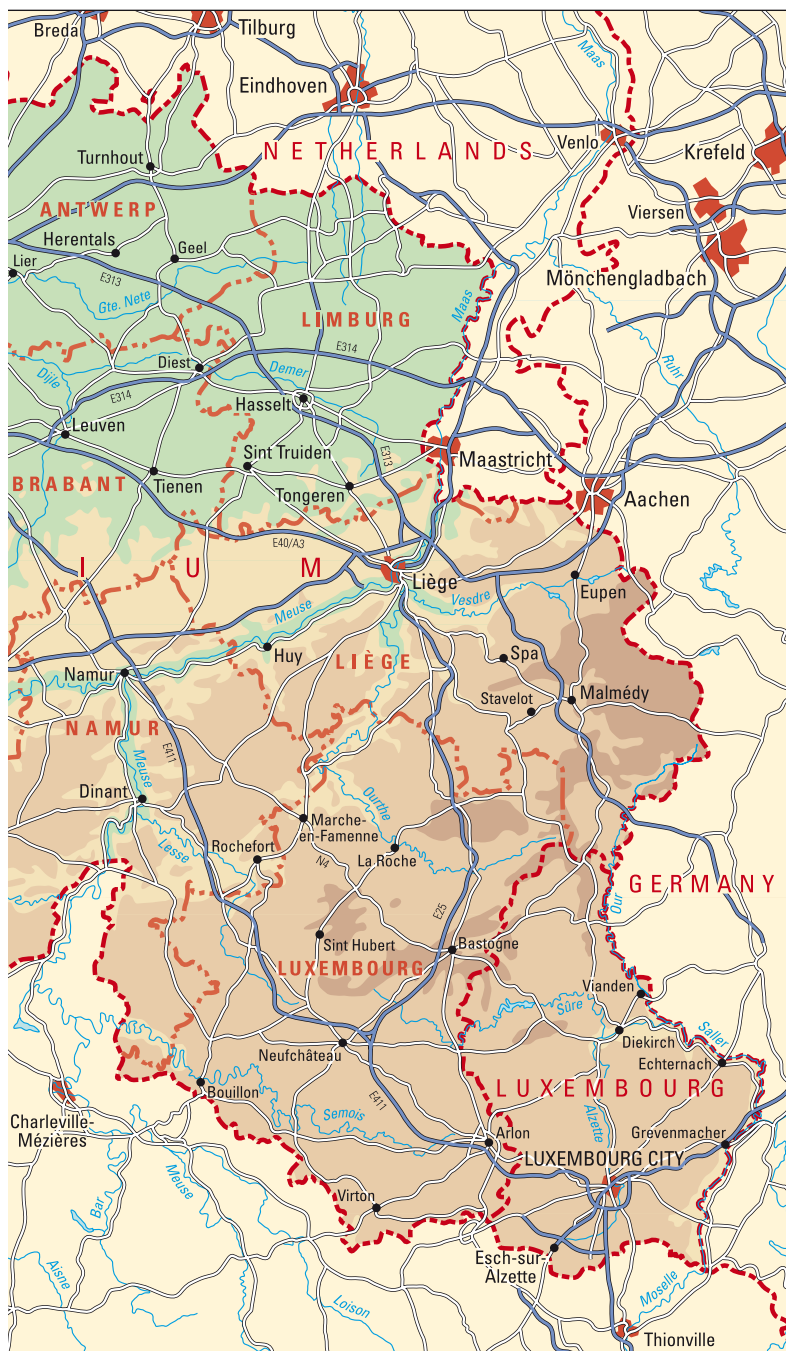 Breda
Tilburg
Eindhoven
Maas
Venlo
Krefeld
NETHERLANDS
Turnhout
Viersen
ANTWERP
Herentals
Geel
Lier
E313
Mönchengladbach
Gte. Nete
Maas
LIMBURG
E314
Diest
Demer
Ruhr
Dijle
E314
Hasselt
Leuven
Sint Truiden
E313
Maastricht
BRABANT
Tienen
Tongeren
Aachen
E40/A3
I U M
Liège
Eupen
Meuse
Vesdre
Huy
LIÈGE
Spa
Namur
Stavelot
Malmédy
NAMUR
E411
Meuse
Dinant
Ourthe
Marche-
en-Famenne
Lesse
Rochefort
N4
La Roche
GERMANY
Our
E25
Sint Hubert
Bastogne
LUXEMBOURG
Vianden
Sûre
Saller
Diekirch
Neufchâteau
Echternach
Bouillon
LUXEMBOURG
E411
Charleville-
Mézières
Semois
Alzette
Arlon
Grevenmacher
LUXEMBOURG CITY
Meuse
Bar
Virton
Esch-sur-
Alzette
Aisne
Moselle
Loison
Thionville